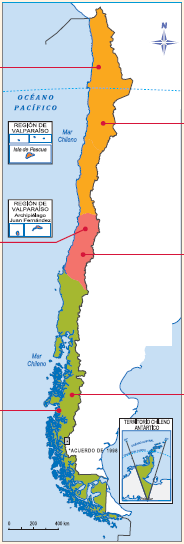 N
OCÉANO
PACÍFICO
Mar
Chileno
REGIÓN DE
VALPARAÍSO
Isla de Pascua
REGIÓN DE
VALPARAÍSO
Archipiélago
Juan Fernández
Mar
Chileno
TERRITORIO CHILENO
ANTÁRTICO
"ACUERDO DE 1998
0 200 400 km